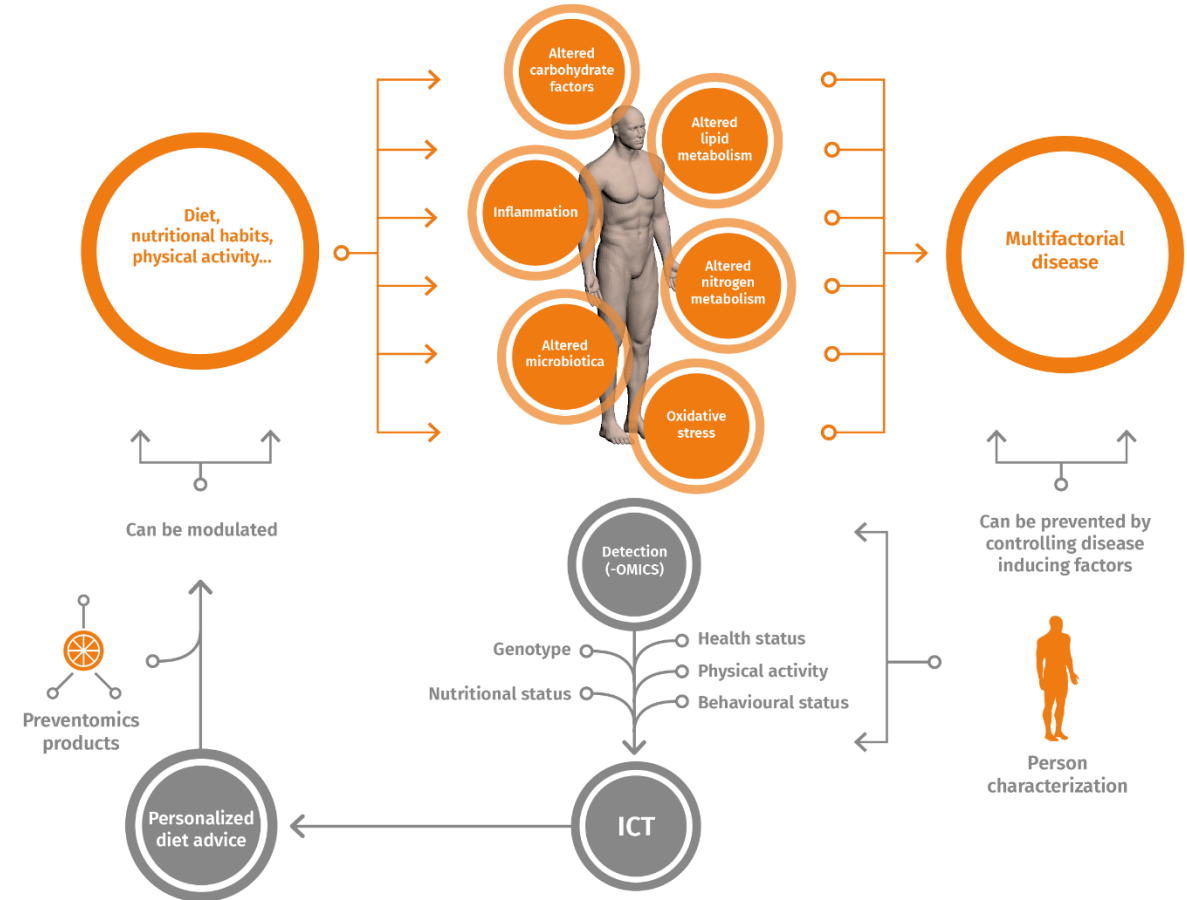 Altered
carbohydrate
factors
Altered
lipid
metabolism
Diet,
nutritional habits,
physical activity...
Inflammation
Multifactorial
disease
Altered
nitrogen
metabolism
Altered
microbiotica
Oxidative
stress
Can be modulated
Detection
(-OMICS)
Can be prevented by
controlling disease
inducing factors
Genotype
Health status
Physical activity
Nutritional status
Behavioural status
Preventomics
products
Person
characterization
Personalized
diet advice
ICT